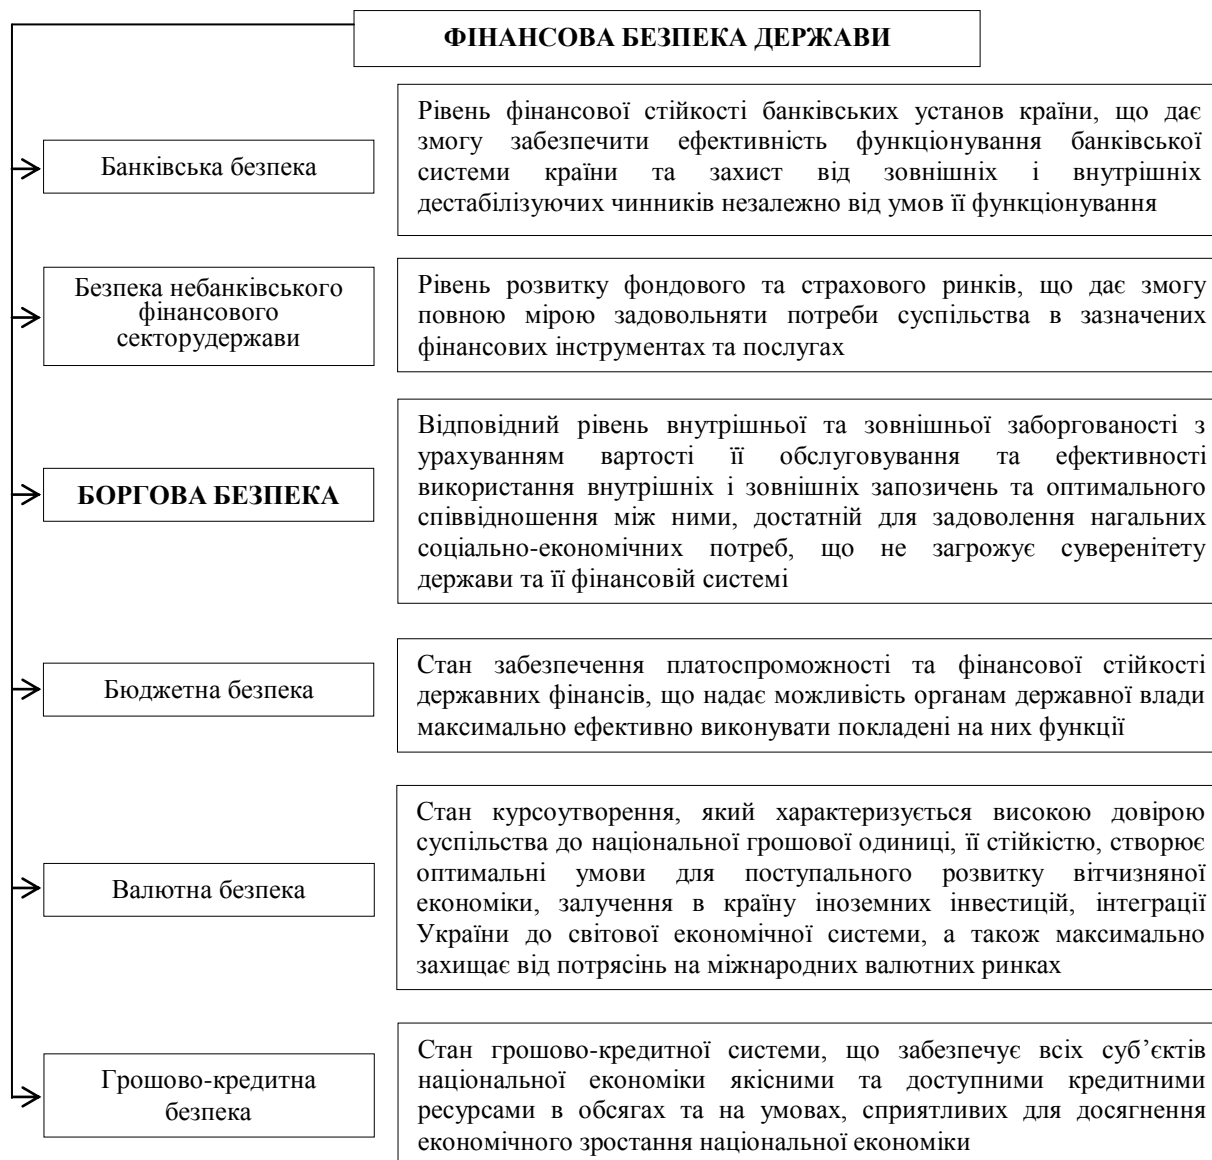 ФІНАНСОВА БЕЗПЕКА ДЕРЖАВИ
Банківська безпека
Рівень фінансової стійкості банківських установ країни, що дає
змогу забезпечити ефективність функціонування банківської
системи країни та захист від зовнішніх і внутрішніх
дестабілізуючих чинників незалежно від умов її функціонування
Безпека небанківського
фінансового
секторудержави
Рівень розвитку фондового та страхового ринків, що дає змогу
повною мірою задовольняти потреби суспільства в зазначених
фінансових інструментах та послугах
БОРГОВА БЕЗПЕКА
Відповідний рівень внутрішньої та зовнішньої заборгованості з
урахуванням вартості її обслуговування та ефективності
використання внутрішніх і зовнішніх запозичень та оптимального
співвідношення між ними, достатній для задоволення нагальних
соціально-економічних потреб, що не загрожує суверенітету
держави та її фінансовій системі
Бюджетна безпека
Стан забезпечення платоспроможності та фінансової стійкості
державних фінансів, що надає можливість органам державної влади
максимально ефективно виконувати покладені на них функції
Валютна безпека
Стан курсоутворення, який характеризується високою довірою
суспільства до національної грошової одиниці, її стійкістю, створює
оптимальні умови для поступального розвитку вітчизняної
економіки, залучення в країну іноземних інвестицій, інтеграції
України до світової економічної системи, а також максимально
захищає від потрясінь на міжнародних валютних ринках
Грошово-кредитна
безпека
Стан грошово-кредитної системи, що забезпечує всіх суб’єктів
національної економіки якісними та доступними кредитними
ресурсами в обсягах та на умовах, сприятливих для досягнення
економічного зростання національної економіки